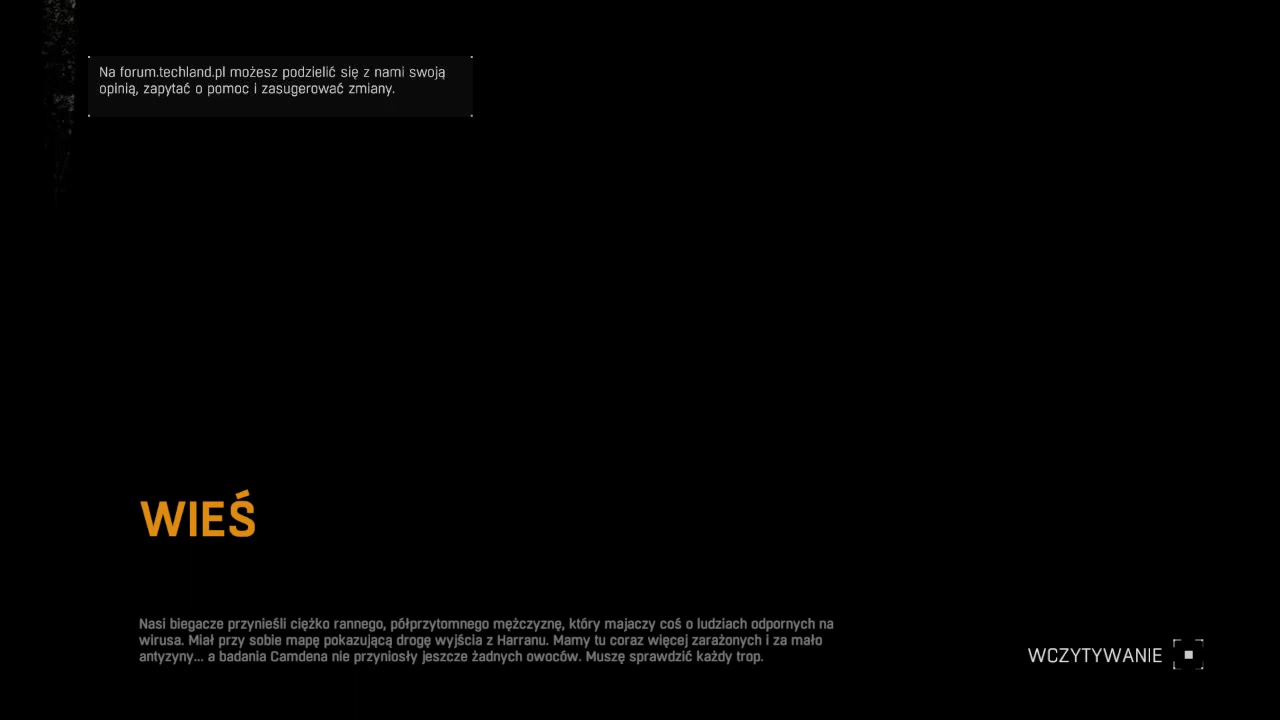 Na forum.techland.pl możesz podzielić się z nami swoją
opinią, zapytać o pomoc i zasugerować zmiany.
WIEŚ
Nasi biegacze przynieśli ciężko rannego, półprzytomnego mężczyznę, który majaczy coś o ludziach odpornych na
wirusa. Miał przy sobie mapę pokazującą drogę wyjścia z Harranu. Mamy tu coraz więcej zarażonych i za mało
antyzyny... a badania Camdena nie przyniosły jeszcze żadnych owoców. Muszę sprawdzić każdy trop.
WCZYTYWANIE